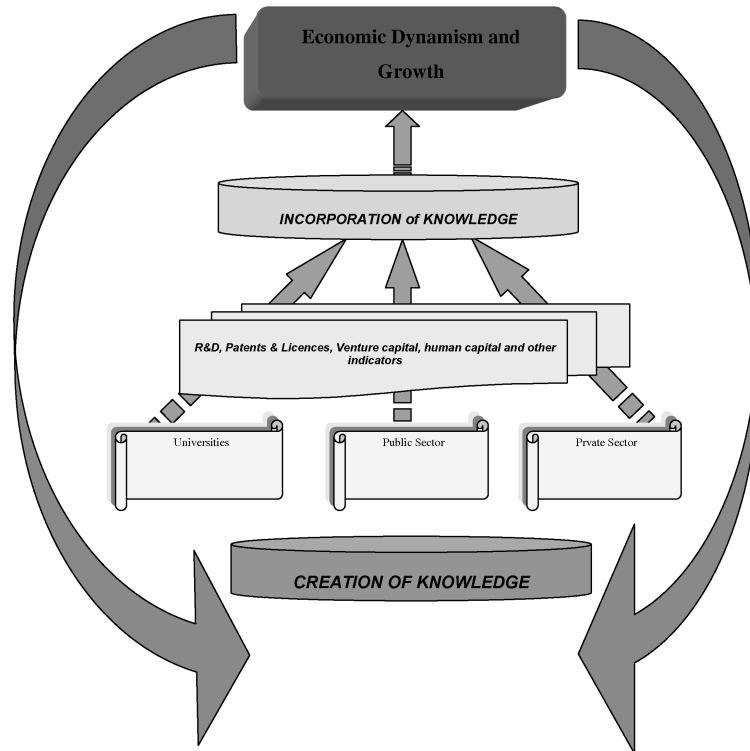 Economic Dynamism and
Growth
INCORPORATION of KNOWLEDGE
R&D, Patents & Licences, Venture capital, human capital and other
indicators
Universities
Public Sector
Prvate Sector
CREATION OF KNOWLEDGE